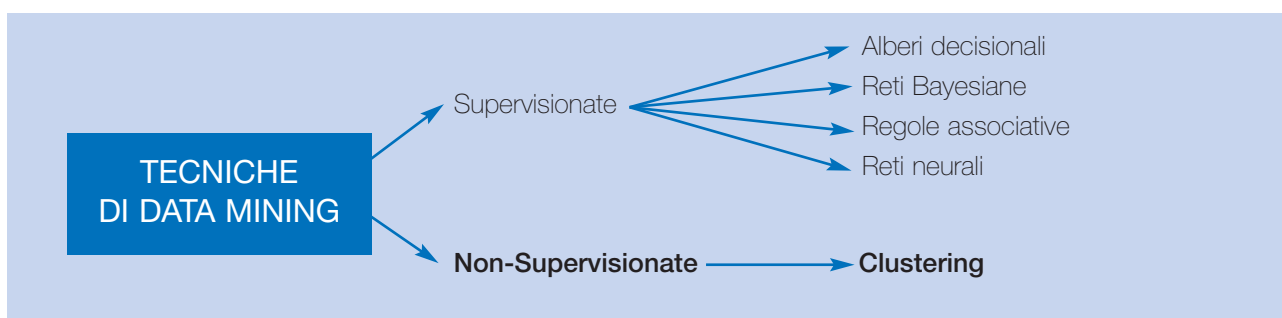 TECNICHE
DI DATA MINING
Supervisionate
Alberi decisionali
Reti Bayesiane
Regole associative
Reti neurali
Non-Supervisionate
Clustering